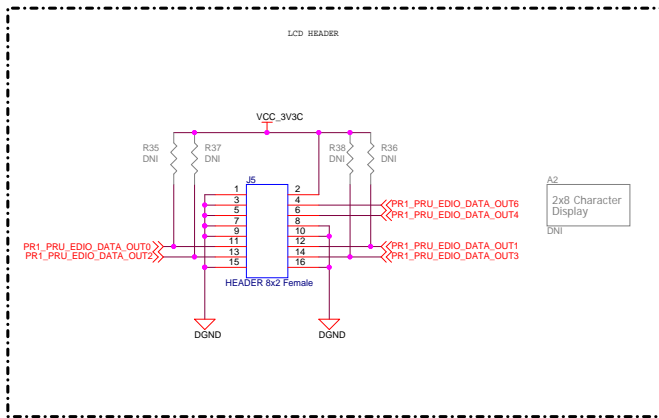 LCD HEADER
VCC_3V3C
R35
DNI
R37
DNI
R38
DNI
R36
DNI
J5
1 2
3 4 PR1_PRU_EDIO_DATA_OUT6
5 6 PR1_PRU_EDIO_DATA_OUT4
7 8
9 10
PR1_PRU_EDIO_DATA_OUT0 11 12 PR1_PRU_EDIO_DATA_OUT1
PR1_PRU_EDIO_DATA_OUT2 13 14 PR1_PRU_EDIO_DATA_OUT3
15 16
HEADER 8x2 Female
DGND
DGND
A2
2x8 Character
Display
DNI